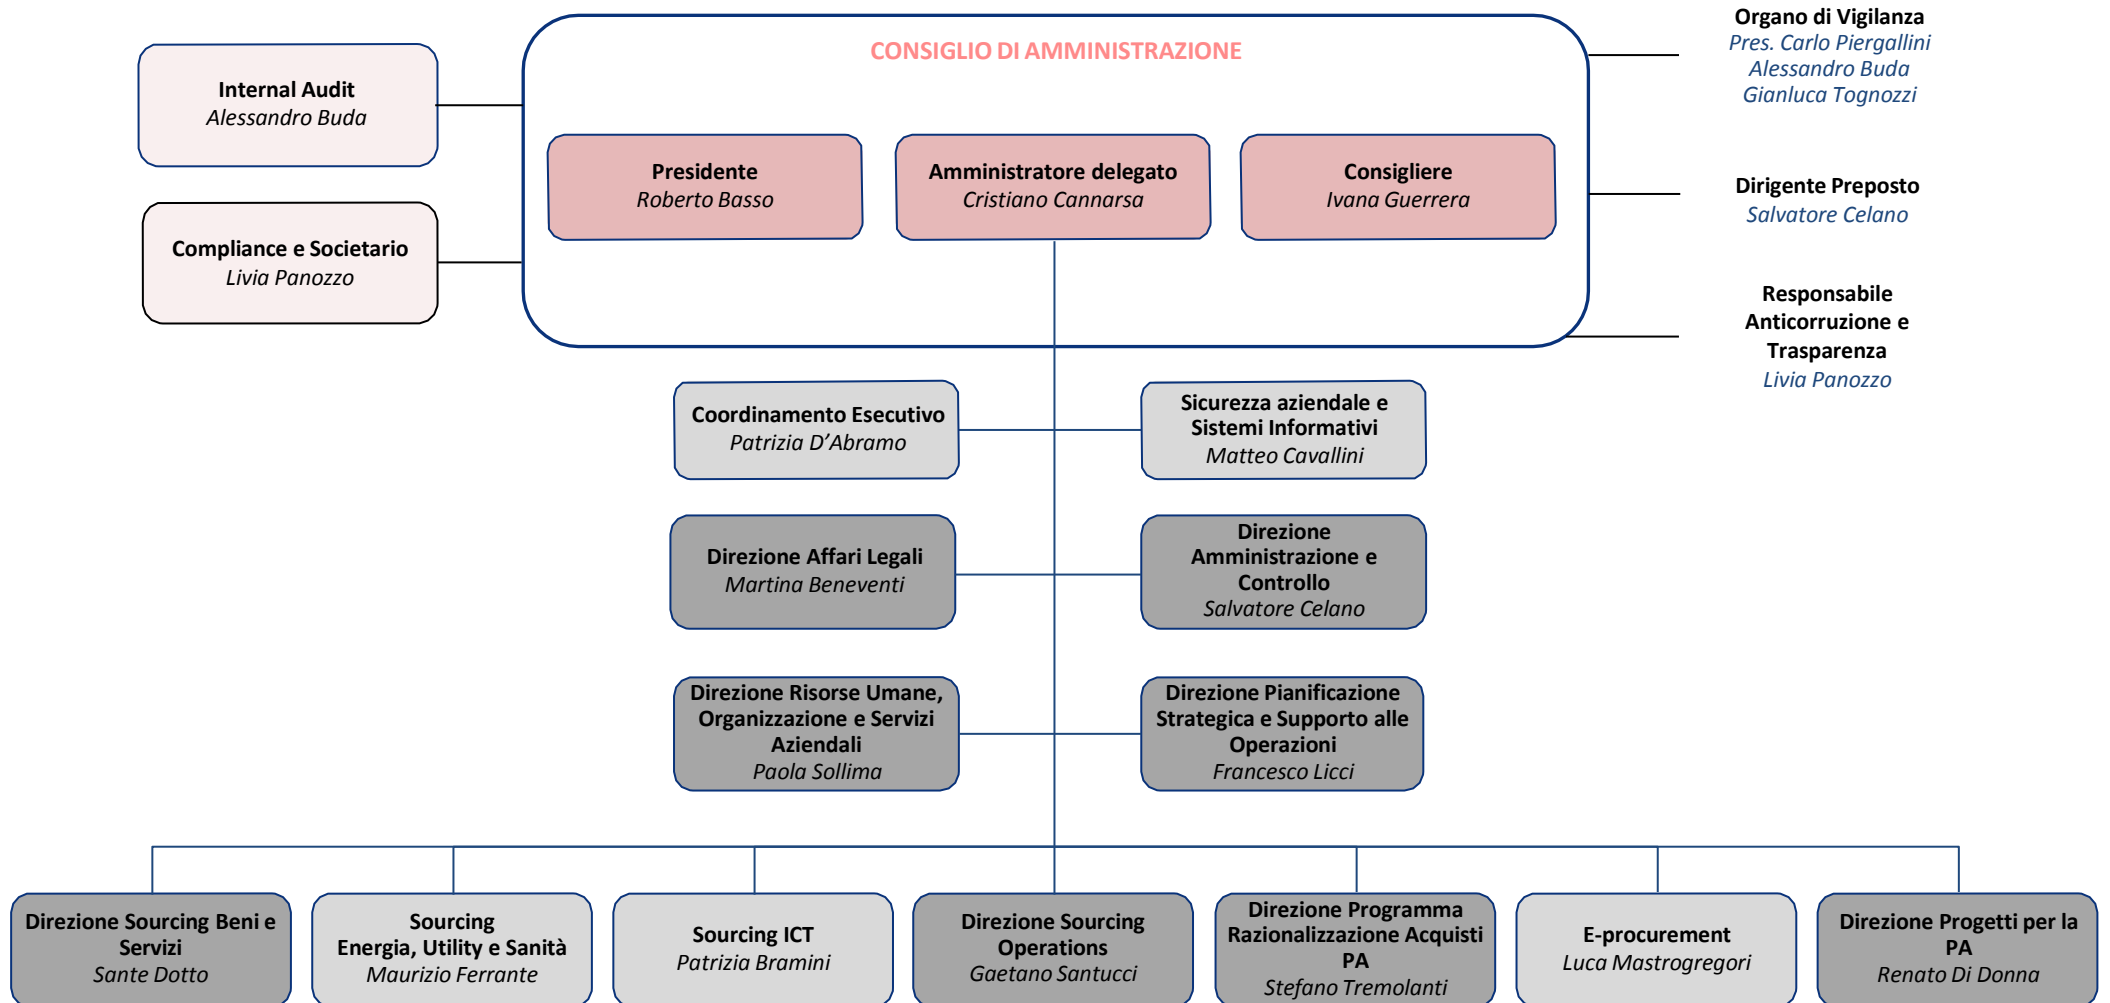 CONSIGLIO DI AMMINISTRAZIONE
Internal Audit
Alessandro Buda
Compliance e Societario
Livia Panozzo
Presidente
Roberto Basso
Amministratore delegato
Cristiano Cannarsa
Consigliere
Ivana Guerrera
Organo di Vigilanza
Pres. Carlo Piergallini
Alessandro Buda
Gianluca Tognozzi
Dirigente Preposto
Salvatore Celano
Responsabile
Anticorruzione e
Trasparenza
Livia Panozzo
Coordinamento Esecutivo
Patrizia D’Abramo
Sicurezza aziendale e
Sistemi Informativi
Matteo Cavallini
Direzione Affari Legali
Martina Beneventi
Direzione
Amministrazione e
Controllo
Salvatore Celano
Direzione Risorse Umane,
Organizzazione e Servizi
Aziendali
Paola Sollima
Direzione Pianificazione
Strategica e Supporto alle
Operazioni
Francesco Licci
Direzione Sourcing Beni e
Servizi
Sante Dotto
Sourcing
Energia, Utility e Sanità
Maurizio Ferrante
Sourcing ICT
Patrizia Bramini
Direzione Sourcing
Operations
Gaetano Santucci
Direzione Programma
Razionalizzazione Acquisti
PA
Stefano Tremolanti
E-procurement
Luca Mastrogregori
Direzione Progetti per la
PA
Renato Di Donna